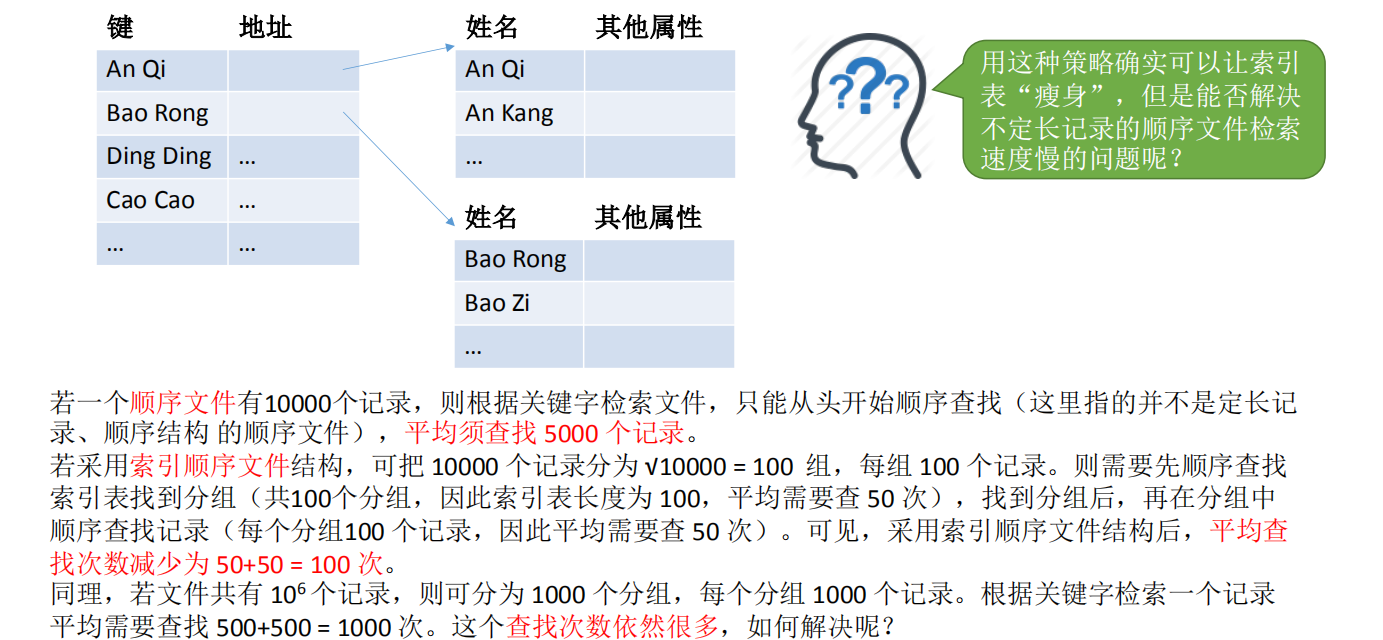 键 地址
An Qi
Bao Rong
Ding Ding ...
Cao Cao ...
... ...
姓名 其他属性
An Qi
An Kang
...
姓名 其他属性
Bao Rong
Bao Zi
...
???
用这种策略确实可以让索引
表“瘦身”，但是能否解决
不定长记录的顺序文件检索
速度慢的问题呢？
若一个顺序文件有10000个记录，则根据关键字检索文件，只能从头开始顺序查找（这里指的并不是定长记
录、顺序结构 的顺序文件），平均须查找 5000 个记录。
若采用索引顺序文件结构，可把 10000 个记录分为 √10000 = 100 组，每组 100 个记录。则需要先顺序查找
索引表找到分组（共100个分组，因此索引表长度为 100，平均需要查 50 次），找到分组后，再在分组中
顺序查找记录（每个分组100 个记录，因此平均需要查 50 次）。可见，采用索引顺序文件结构后，平均查
找次数减少为 50+50 = 100 次。
同理，若文件共有 10⁶ 个记录，则可分为 1000 个分组，每个分组 1000 个记录。根据关键字检索一个记录
平均需要查找 500+500 = 1000 次。这个查找次数依然很多，如何解决呢？